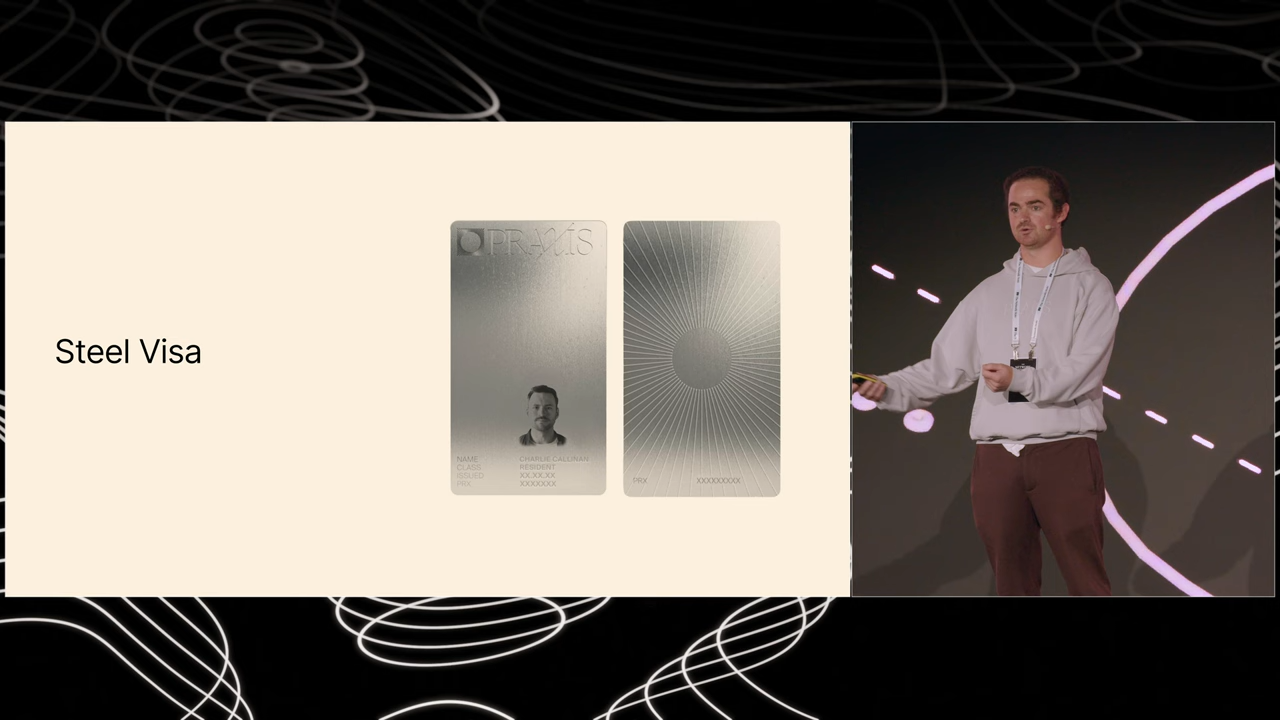 Steel Visa
PRAXIS
NAME CHARLIE CALLINAN
CLASS RESIDENT
ISSUED XX.XX.XX
PRX XXXXXXX
PRX XXXXXXXXX